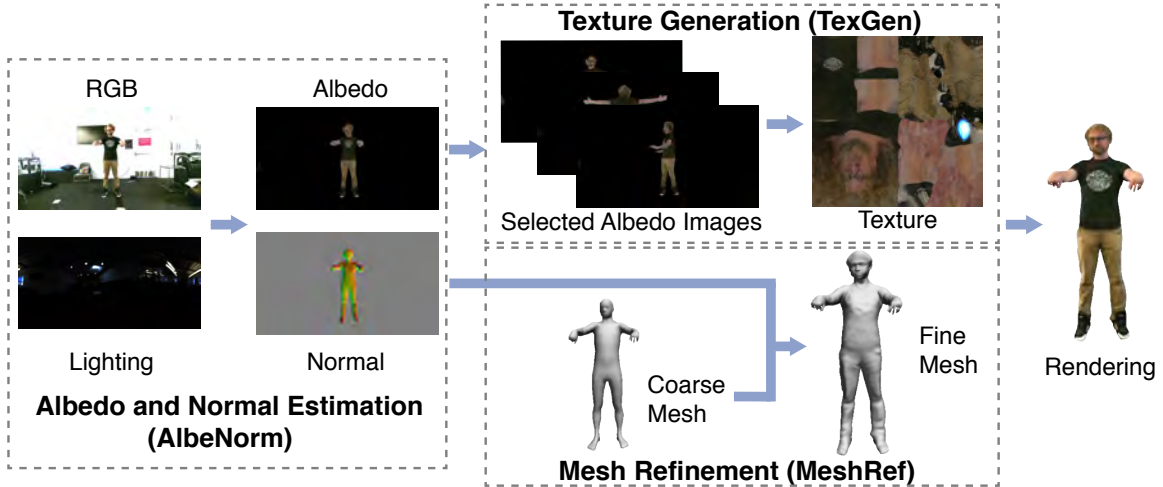 RGB
Albedo
Lighting
Normal
Albedo and Normal Estimation
(AlbeNorm)
Texture Generation (TexGen)
Selected Albedo Images
Texture
Coarse
Mesh
Fine
Mesh
Mesh Refinement (MeshRef)
Rendering